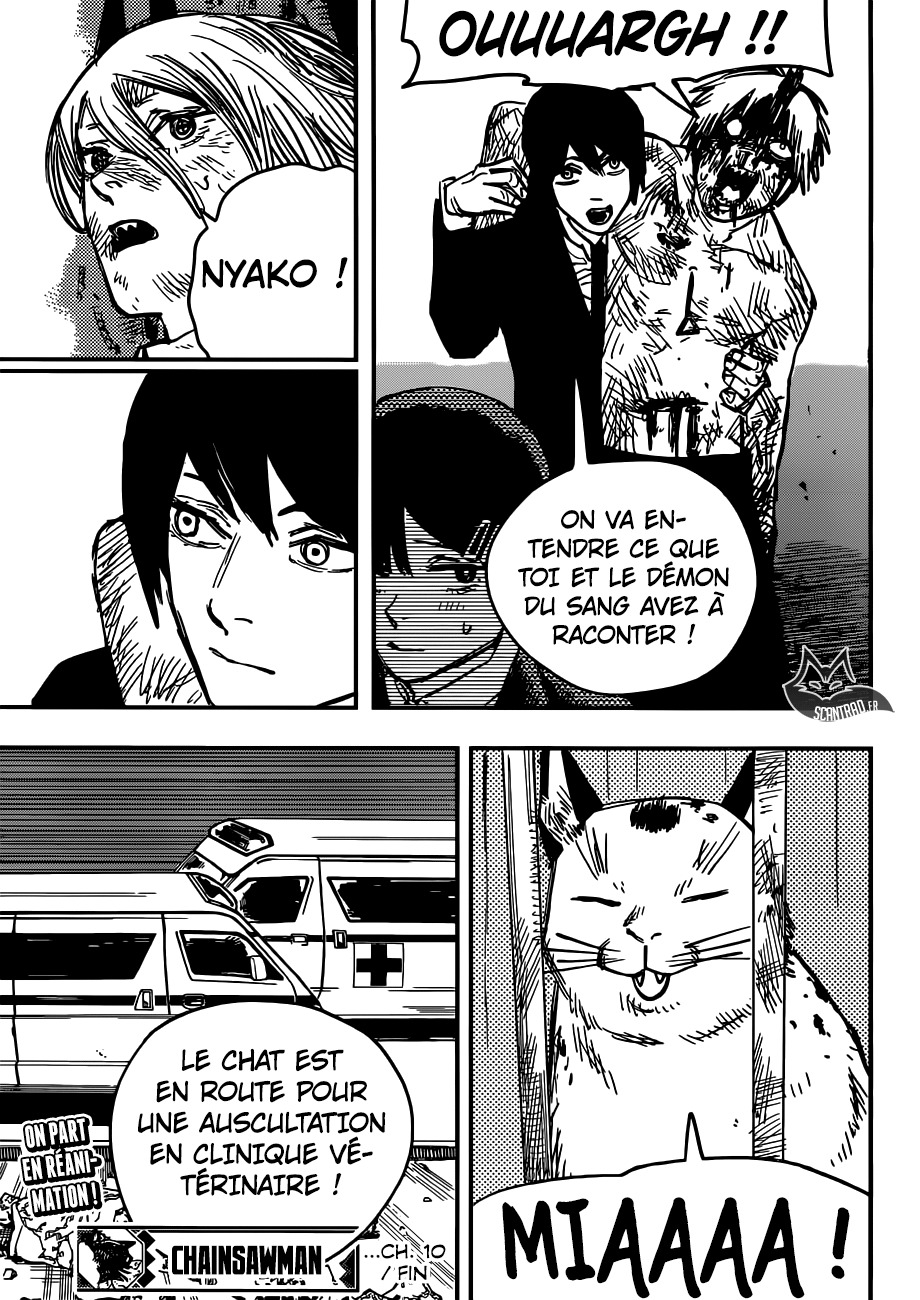 OUUUARGH !!
ON VA EN-
TENDRE CE QUE
TOI ET LE DÉMON
DU SANG AVEZ À
RACONTER !
NYAKO !
SCANTRAD.FR
MIAAAA !
LE CHAT EST
EN ROUTE POUR
UNE AUSCULTATION
EN CLINIQUE VÉ-
TÉRINAIRE !
ON PART
EN RÉANI-
MATION !
CHAINSAWMAN
...CH. 10
/ FIN